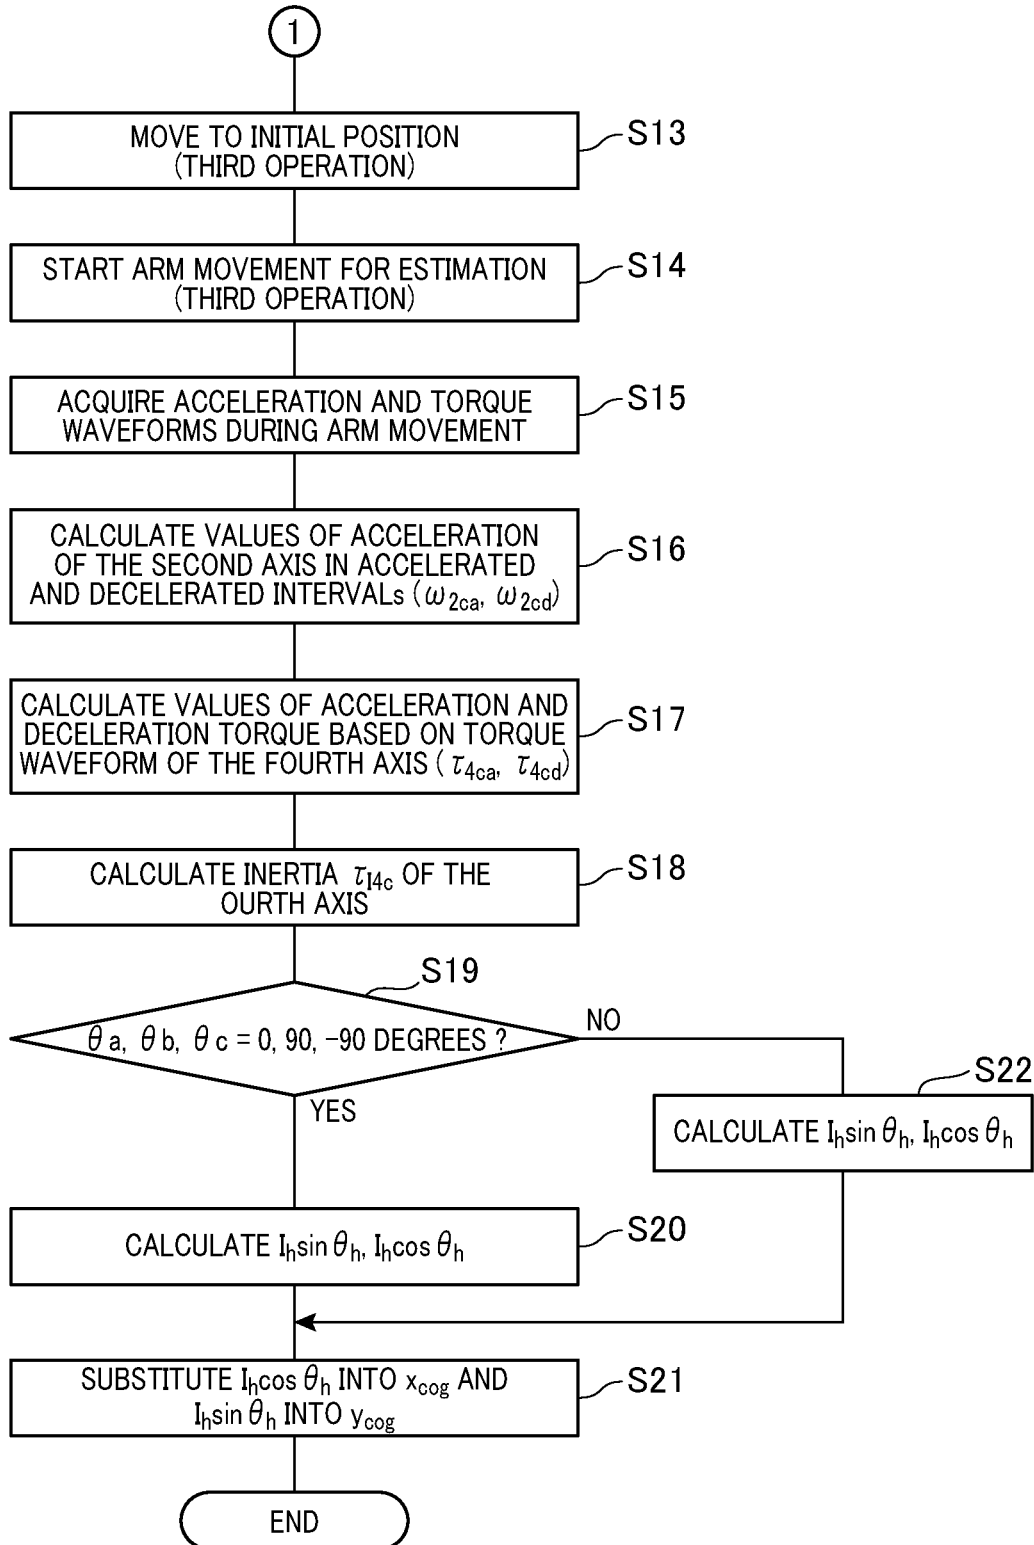 1
MOVE TO INITIAL POSITION
(THIRD OPERATION)
S13
START ARM MOVEMENT FOR ESTIMATION
(THIRD OPERATION)
S14
ACQUIRE ACCELERATION AND TORQUE
WAVEFORMS DURING ARM MOVEMENT
S15
CALCULATE VALUES OF ACCELERATION
OF THE SECOND AXIS IN ACCELERATED
AND DECELERATED INTERVALs (ω2ca, ω2cd)
S16
CALCULATE VALUES OF ACCELERATION AND
DECELERATION TORQUE BASED ON TORQUE
WAVEFORM OF THE FOURTH AXIS (τ4ca, τ4cd)
S17
CALCULATE INERTIA τI4c OF THE
OURTH AXIS
S18
S19
θa, θb, θc = 0, 90, -90 DEGREES ?
NO
YES
S22
CALCULATE Ihsin θh, Ihcos θh
S20
CALCULATE Ihsin θh, Ihcos θh
SUBSTITUTE Ihcos θh INTO xcog AND
Ihsin θh INTO ycog
S21
END